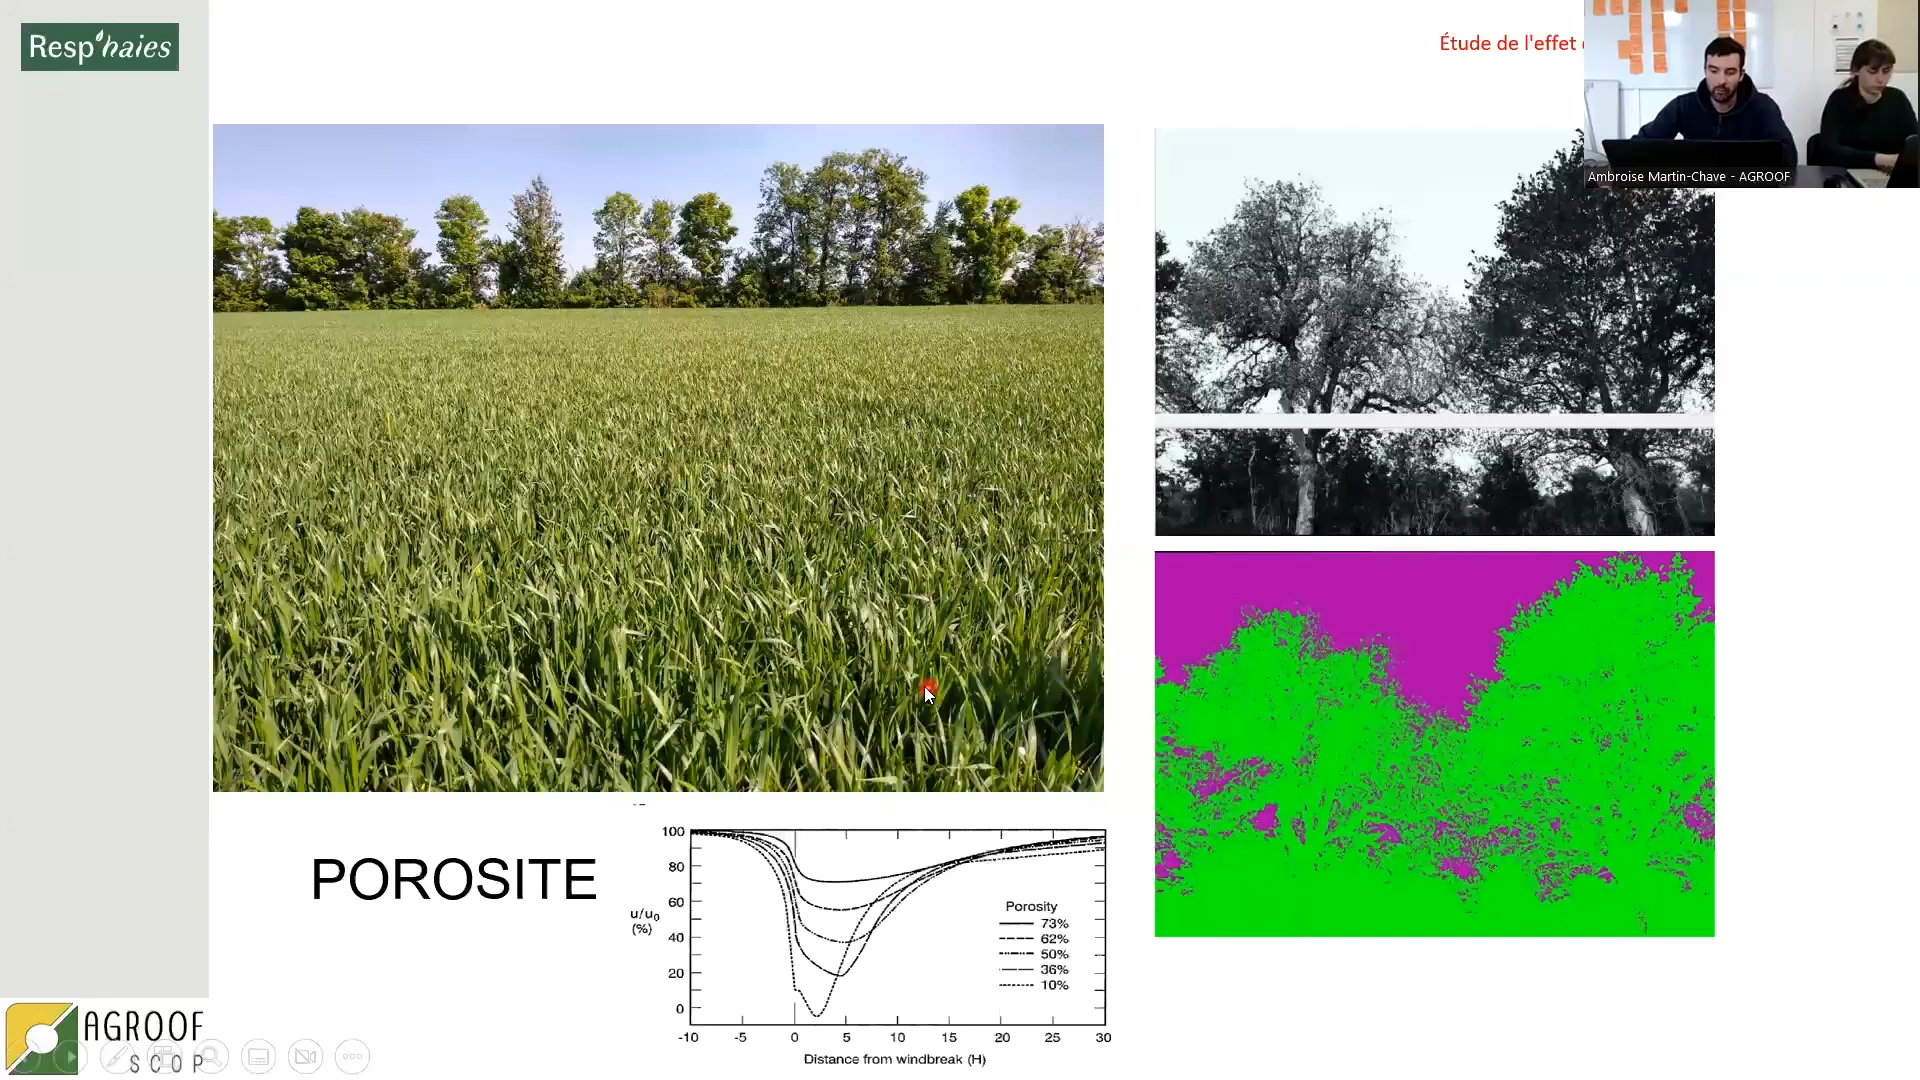 Resp'haies
Étude de l'effet
Ambroise Martin-Chave - AGROOF
POROSITE
100
80
60
40
20
0
u/u0
(%)
Porosity
73%
62%
50%
36%
10%
-10 -5 0 5 10 15 20 25 30
Distance from windbreak (H)
AGROOF
SCOP